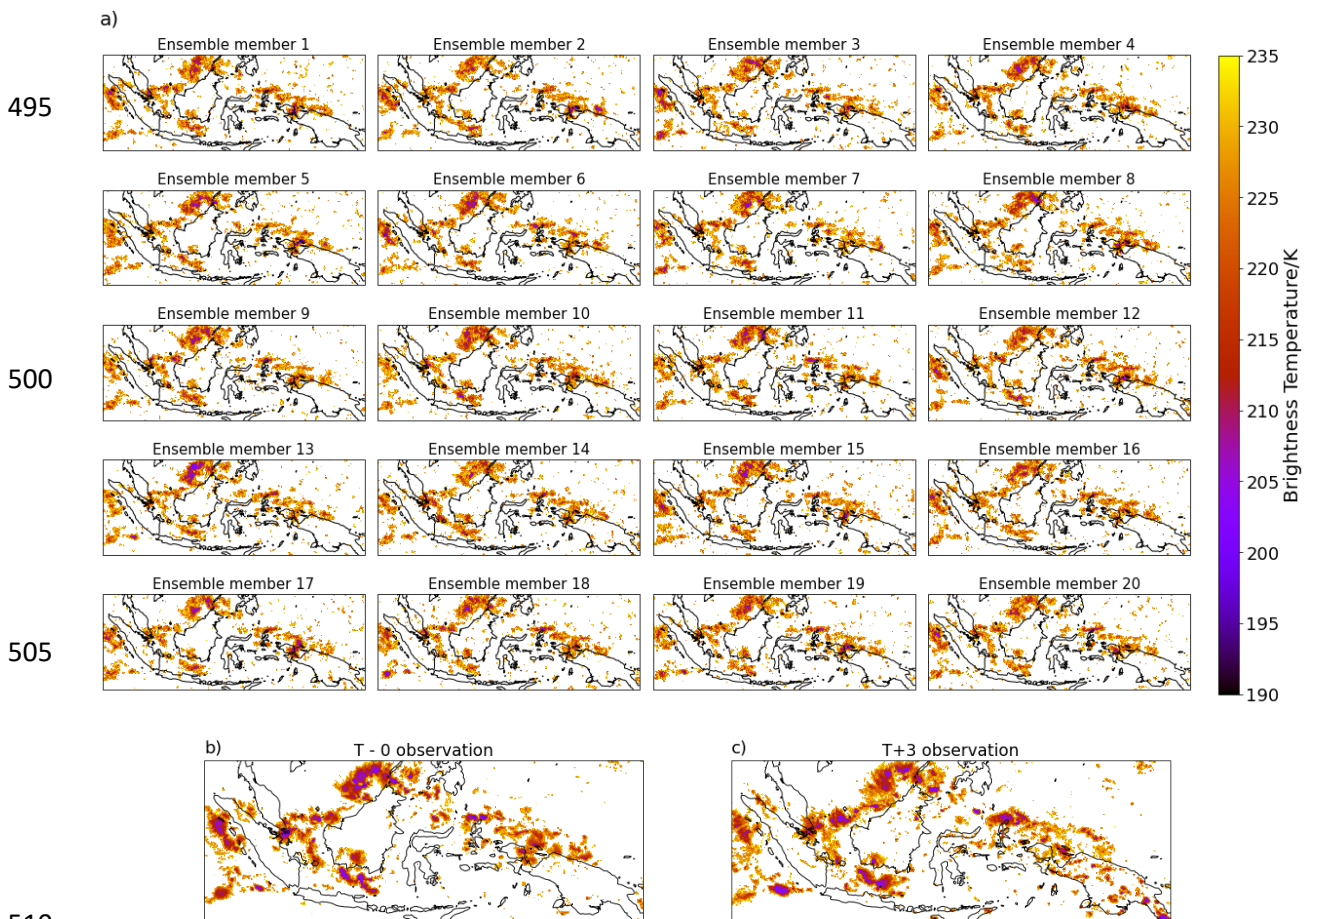 a)
Ensemble member 1 Ensemble member 2 Ensemble member 3 Ensemble member 4
495
Ensemble member 5 Ensemble member 6 Ensemble member 7 Ensemble member 8
Ensemble member 9 Ensemble member 10 Ensemble member 11 Ensemble member 12
500
Ensemble member 13 Ensemble member 14 Ensemble member 15 Ensemble member 16
Ensemble member 17 Ensemble member 18 Ensemble member 19 Ensemble member 20
505
235
230
225
220
215
210
205
200
195
190
Brightness Temperature/K
b) T - 0 observation
c) T+3 observation